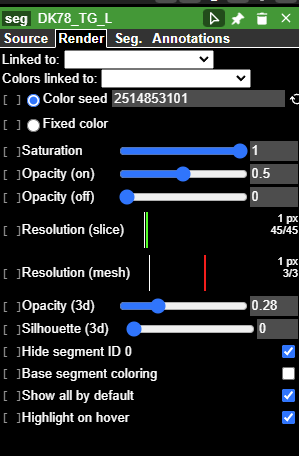 seg DK78_TG_L
Source Render Seg. Annotations
Linked to:
Colors linked to:
[ ] Color seed 2514853101
[ ] Fixed color
[ ] Saturation 1
[ ] Opacity (on) 0.5
[ ] Opacity (off) 0
[ ] Resolution (slice) 1 px
45/45
[ ] Resolution (mesh) 1 px
3/3
[ ] Opacity (3d) 0.28
[ ] Silhouette (3d) 0
[ ] Hide segment ID 0
[ ] Base segment coloring
[ ] Show all by default
[ ] Highlight on hover